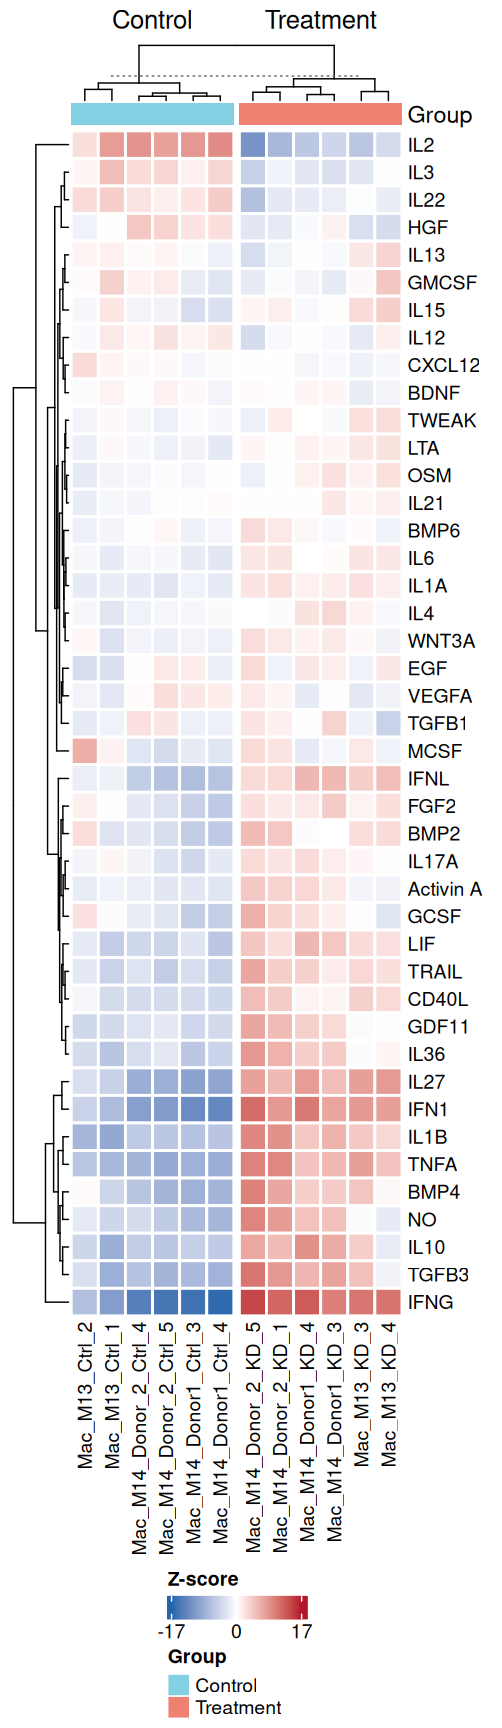 Control Treatment
Group
IL2
IL3
IL22
HGF
IL13
GMCSF
IL15
IL12
CXCL12
BDNF
TWEAK
LTA
OSM
IL21
BMP6
IL6
IL1A
IL4
WNT3A
EGF
VEGFA
TGFB1
MCSF
IFNL
FGF2
BMP2
IL17A
Activin A
GCSF
LIF
TRAIL
CD40L
GDF11
IL36
IL27
IFN1
IL1B
TNFA
BMP4
NO
IL10
TGFB3
IFNG
Mac_M13_Ctrl_2
Mac_M13_Ctrl_1
Mac_M14_Donor_2_Ctrl_4
Mac_M14_Donor_2_Ctrl_5
Mac_M14_Donor1_Ctrl_3
Mac_M14_Donor1_Ctrl_4
Mac_M14_Donor_2_KD_5
Mac_M14_Donor_2_KD_1
Mac_M14_Donor1_KD_4
Mac_M14_Donor1_KD_3
Mac_M13_KD_3
Mac_M13_KD_4
Z-score
-17 0 17
Group
Control
Treatment